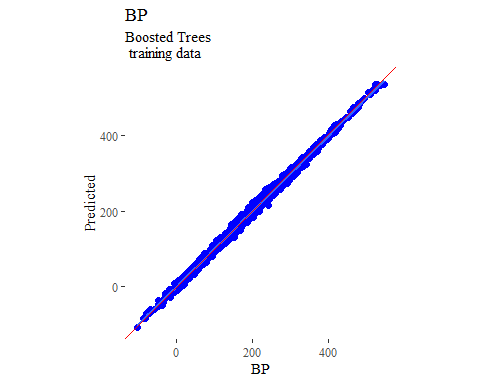 BP
Boosted Trees
training data
400
200
0
Predicted
0 200 400
BP